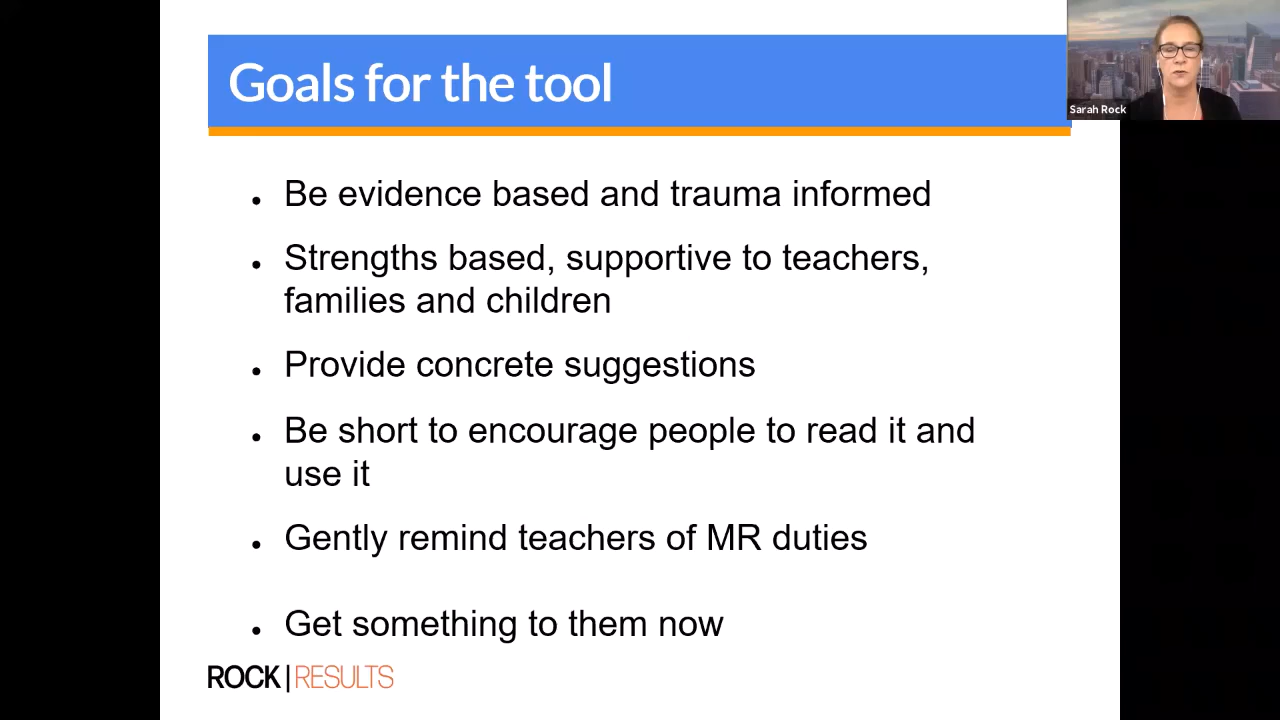 Goals for the tool
Sarah Rock
• Be evidence based and trauma informed
• Strengths based, supportive to teachers,
families and children
• Provide concrete suggestions
• Be short to encourage people to read it and
use it
• Gently remind teachers of MR duties
• Get something to them now
ROCK|RESULTS